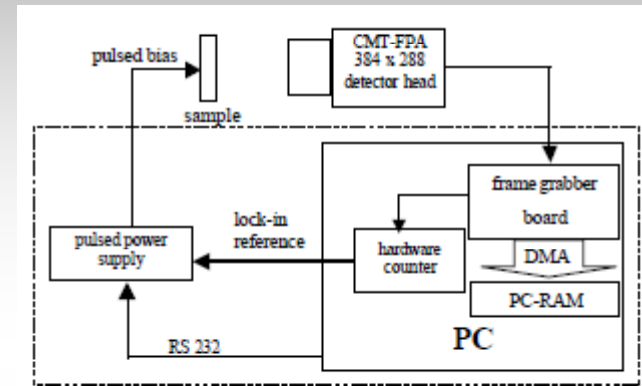 pulsed bias
sample
CMT-FPA
384 x 288
detector head
frame grabber
board
lock-in
reference
pulsed power
supply
hardware
counter
DMA
PC-RAM
PC
RS 232